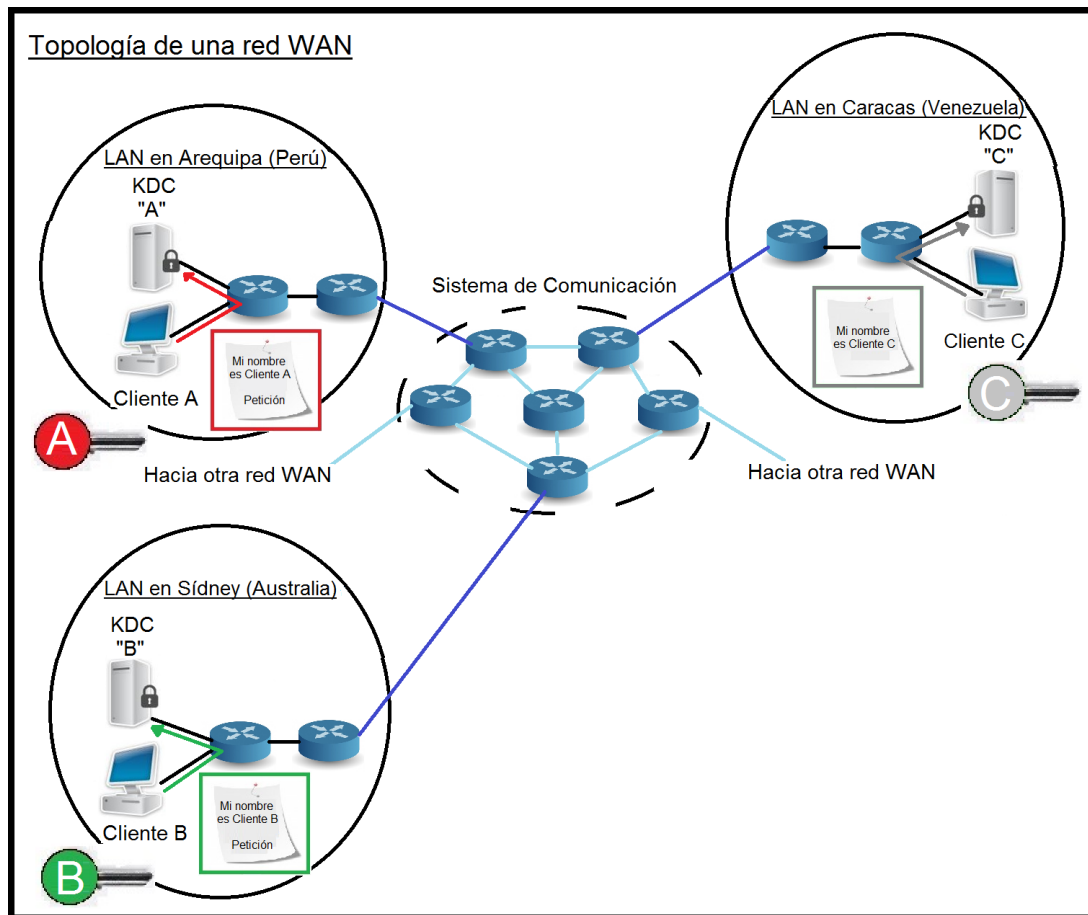 Topología de una red WAN
LAN en Arequipa (Perú)
KDC
"A"
Cliente A
Mi nombre
es Cliente A
Petición
A
LAN en Caracas (Venezuela)
KDC
"C"
Mi nombre
es Cliente C
Cliente C
C
Sistema de Comunicación
Hacia otra red WAN
Hacia otra red WAN
LAN en Sídney (Australia)
KDC
"B"
Cliente B
Mi nombre
es Cliente B
Petición
B